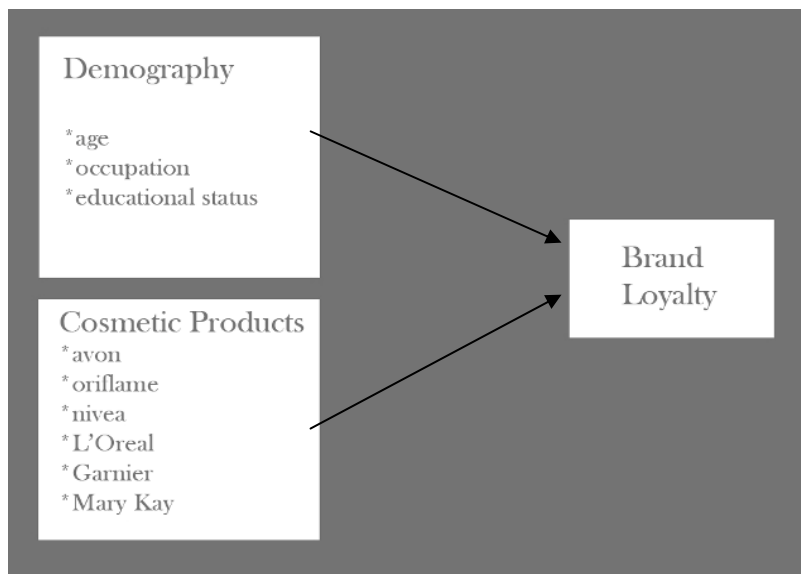 Demography
*age
*occupation
*educational status
Cosmetic Products
*avon
*oriflame
*nivea
*L’Oreal
*Garnier
*Mary Kay
Brand
Loyalty